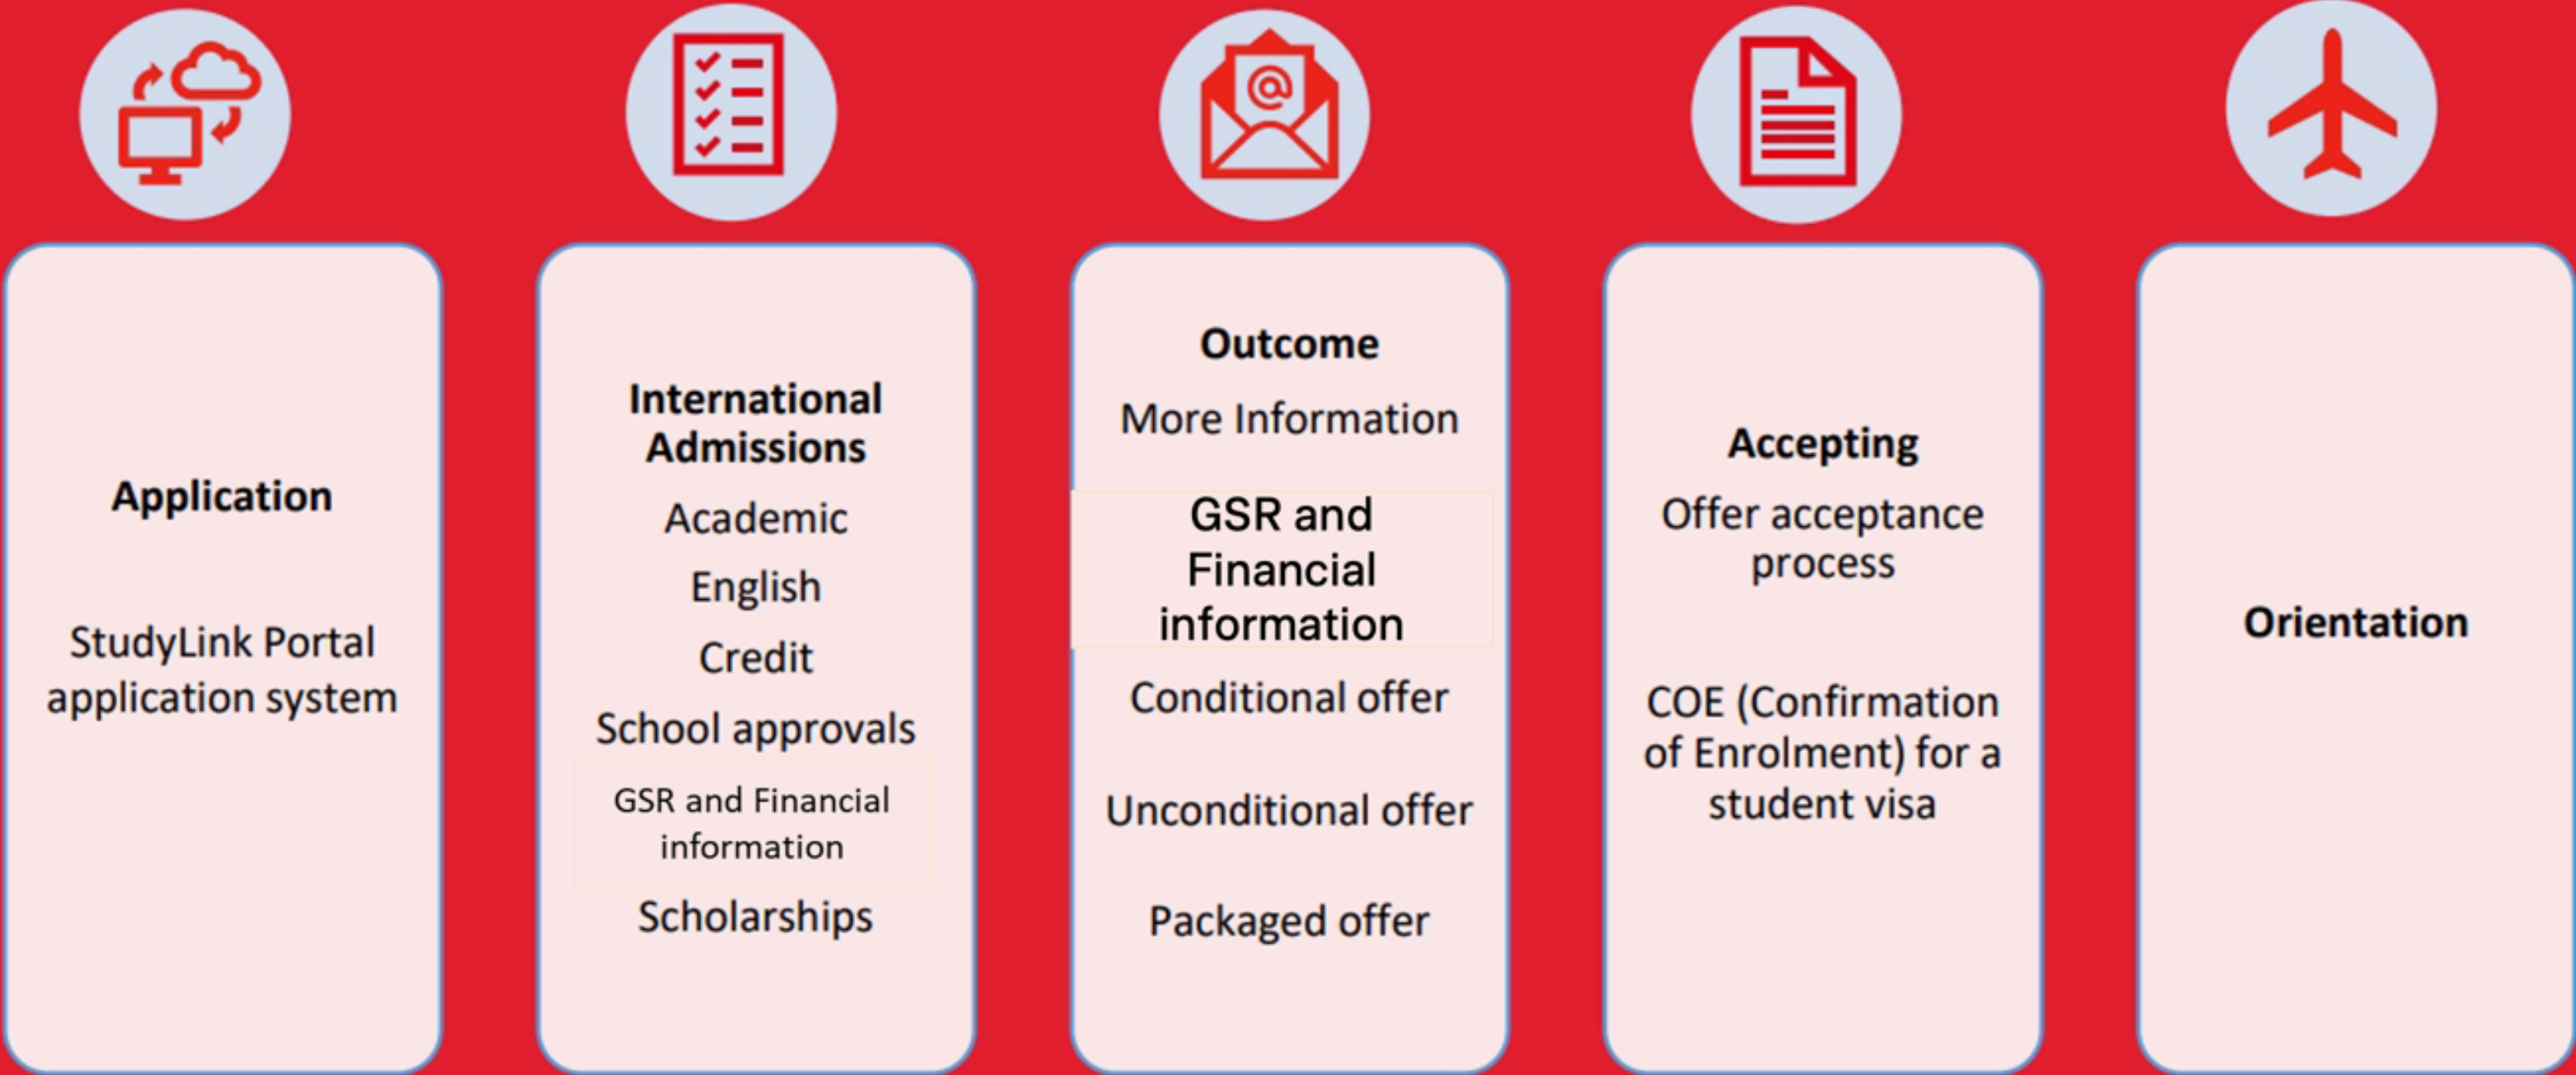 Application
StudyLink Portal
application system
International
Admissions
Academic
English
Credit
School approvals
GSR and Financial
information
Scholarships
Outcome
More Information
GSR and
Financial
information
Conditional offer
Unconditional offer
Packaged offer
Accepting
Offer acceptance
process
COE (Confirmation
of Enrolment) for a
student visa
Orientation